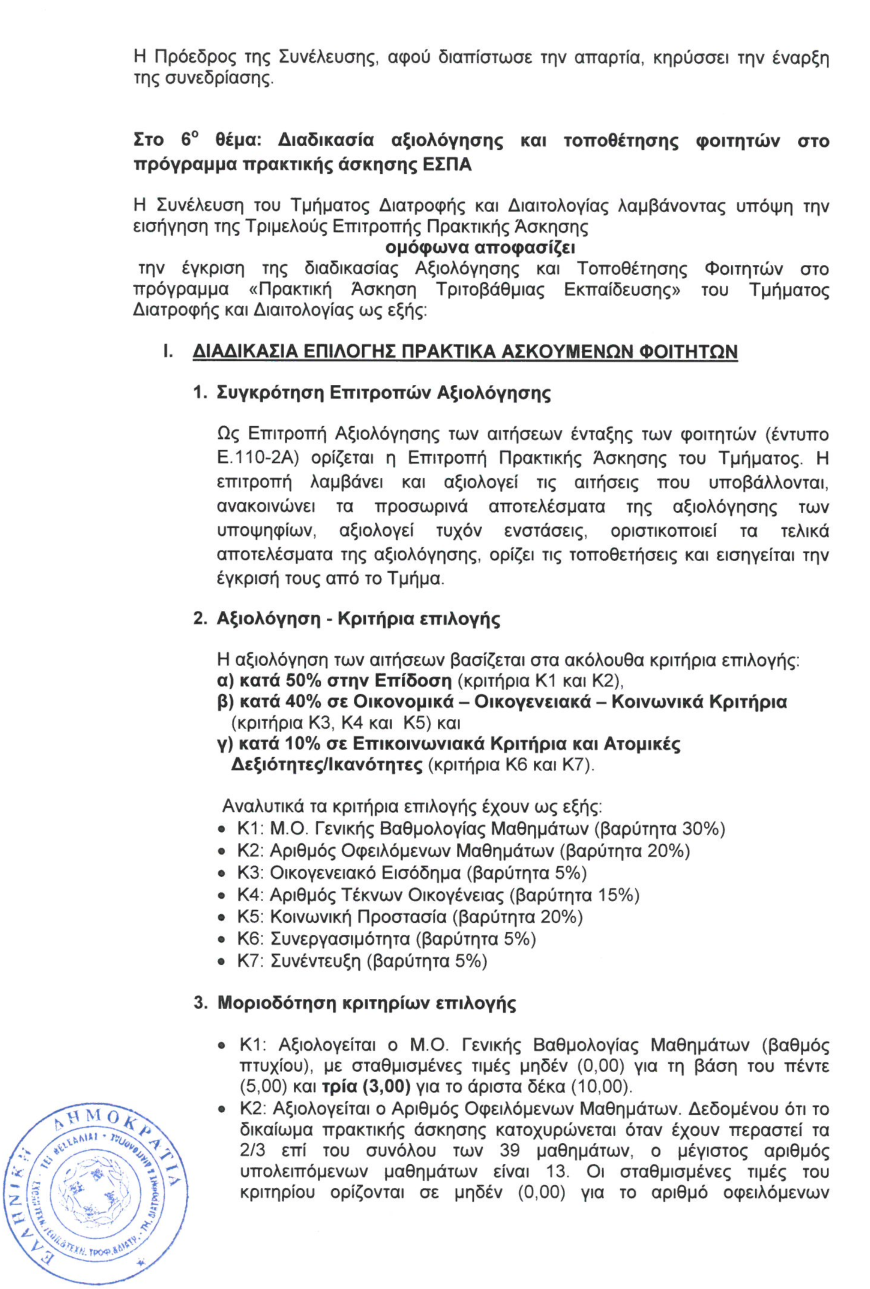 Η Πρόεδρος της Συνέλευσης, αφού διαπίστωσε την απαρτία, κηρύσσει την έναρξη
της συνεδρίασης.
Στο 6ο θέμα: Διαδικασία αξιολόγησης και τοποθέτησης φοιτητών στο
πρόγραμμα πρακτικής άσκησης ΕΣΠΑ
Η Συνέλευση του Τμήματος Διατροφής και Διαιτολογίας λαμβάνοντας υπόψη την
εισήγηση της Τριμελούς Επιτροπής Πρακτικής Άσκησης
ομόφωνα αποφασίζει
την έγκριση της διαδικασίας Αξιολόγησης και Τοποθέτησης Φοιτητών στο
πρόγραμμα «Πρακτική Άσκηση Τριτοβάθμιας Εκπαίδευσης» του Τμήματος
Διατροφής και Διαιτολογίας ως εξής:
I. ΔΙΑΔΙΚΑΣΙΑ ΕΠΙΛΟΓΗΣ ΠΡΑΚΤΙΚΑ ΑΣΚΟΥΜΕΝΩΝ ΦΟΙΤΗΤΩΝ
1. Συγκρότηση Επιτροπών Αξιολόγησης
Ως Επιτροπή Αξιολόγησης των αιτήσεων ένταξης των φοιτητών (έντυπο
Ε.110-2Α) ορίζεται η Επιτροπή Πρακτικής Άσκησης του Τμήματος. Η
επιτροπή λαμβάνει και αξιολογεί τις αιτήσεις που υποβάλλονται,
ανακοινώνει τα προσωρινά αποτελέσματα της αξιολόγησης των
υποψηφίων, αξιολογεί τυχόν ενστάσεις, οριστικοποιεί τα τελικά
αποτελέσματα της αξιολόγησης, ορίζει τις τοποθετήσεις και εισηγείται την
έγκρισή τους από το Τμήμα.
2. Αξιολόγηση - Κριτήρια επιλογής
Η αξιολόγηση των αιτήσεων βασίζεται στα ακόλουθα κριτήρια επιλογής:
α) κατά 50% στην Επίδοση (κριτήρια Κ1 και Κ2),
β) κατά 40% σε Οικονομικά – Οικογενειακά – Κοινωνικά Κριτήρια
(κριτήρια Κ3, Κ4 και Κ5) και
γ) κατά 10% σε Επικοινωνιακά Κριτήρια και Ατομικές
Δεξιότητες/Ικανότητες (κριτήρια Κ6 και Κ7).
Αναλυτικά τα κριτήρια επιλογής έχουν ως εξής:
• Κ1: Μ.Ο. Γενικής Βαθμολογίας Μαθημάτων (βαρύτητα 30%)
• Κ2: Αριθμός Οφειλόμενων Μαθημάτων (βαρύτητα 20%)
• Κ3: Οικογενειακό Εισόδημα (βαρύτητα 5%)
• Κ4: Αριθμός Τέκνων Οικογένειας (βαρύτητα 15%)
• Κ5: Κοινωνική Προστασία (βαρύτητα 20%)
• Κ6: Συνεργασιμότητα (βαρύτητα 5%)
• Κ7: Συνέντευξη (βαρύτητα 5%)
3. Μοριοδότηση κριτηρίων επιλογής
• Κ1: Αξιολογείται ο Μ.Ο. Γενικής Βαθμολογίας Μαθημάτων (βαθμός
πτυχίου), με σταθμισμένες τιμές μηδέν (0,00) για τη βάση του πέντε
(5,00) και τρία (3,00) για το άριστα δέκα (10,00).
• Κ2: Αξιολογείται ο Αριθμός Οφειλόμενων Μαθημάτων. Δεδομένου ότι το
δικαίωμα πρακτικής άσκησης κατοχυρώνεται όταν έχουν περαστεί τα
2/3 επί του συνόλου των 39 μαθημάτων, ο μέγιστος αριθμός
υπολειπόμενων μαθημάτων είναι 13. Οι σταθμισμένες τιμές του
κριτηρίου ορίζονται σε μηδέν (0,00) για το αριθμό οφειλόμενων
ΕΛΛΗΝΙΚΗ ΔΗΜΟΚΡΑΤΙΑ